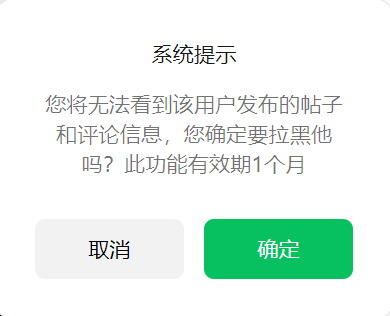 系统提示
您将无法看到该用户发布的帖子
和评论信息，您确定要拉黑他
吗？此功能有效期1个月
取消
确定